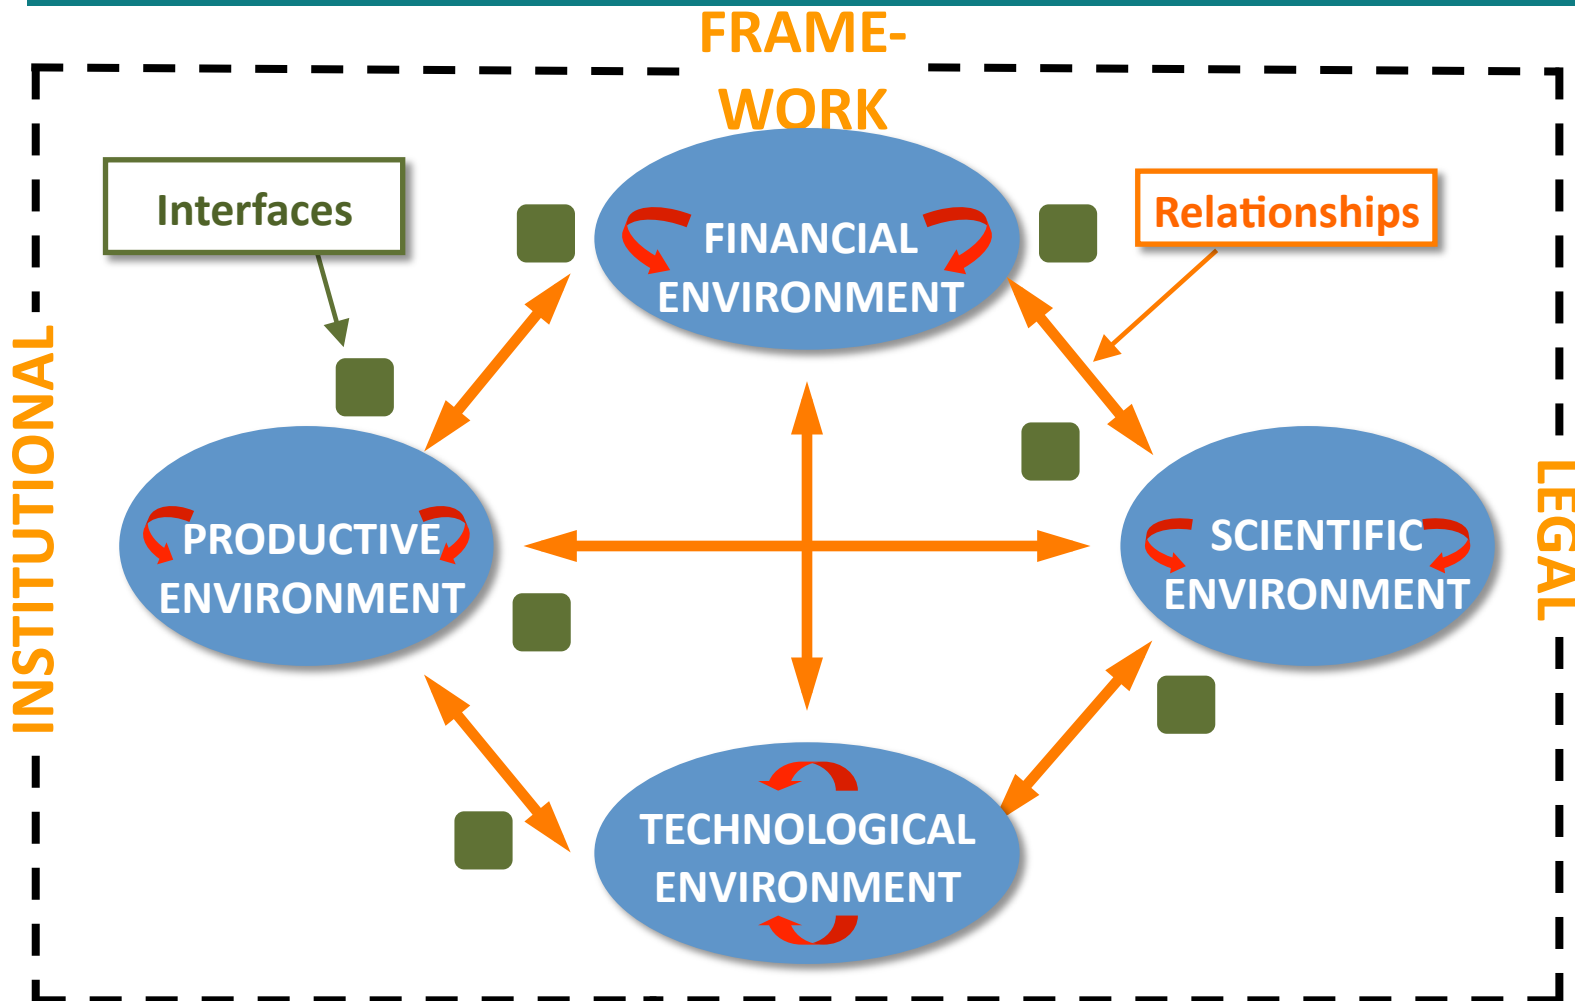 FRAME-
WORK
Interfaces
Relationships
FINANCIAL
ENVIRONMENT
INSTITUTIONAL
LEGAL
PRODUCTIVE
ENVIRONMENT
SCIENTIFIC
ENVIRONMENT
TECHNOLOGICAL
ENVIRONMENT